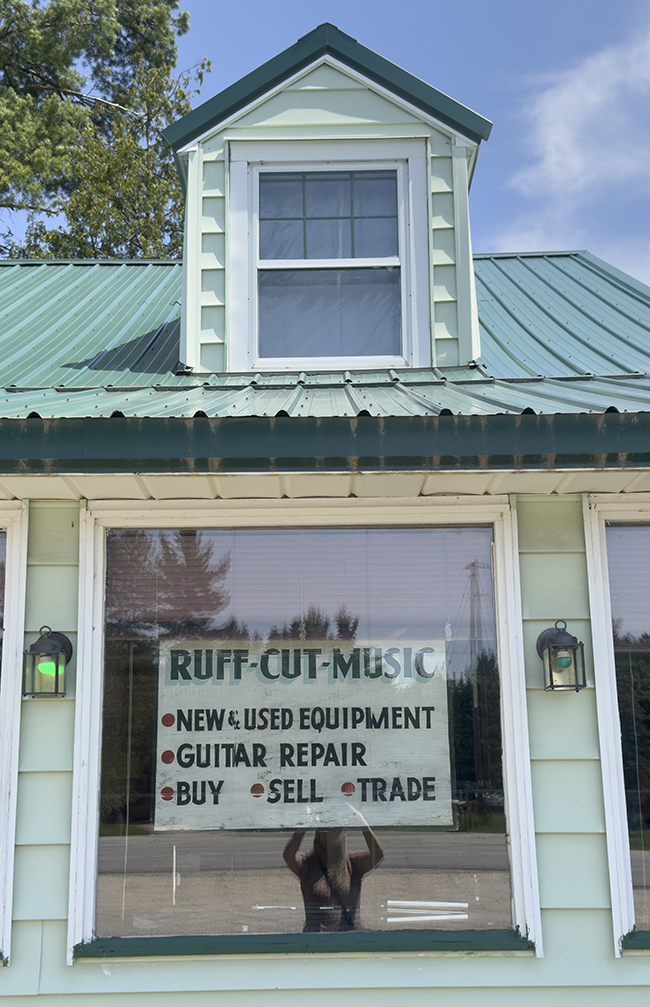 RUFF-CUT-MUSIC
•NEW & USED EQUIPMENT
•GUITAR REPAIR
•BUY •SELL •TRADE